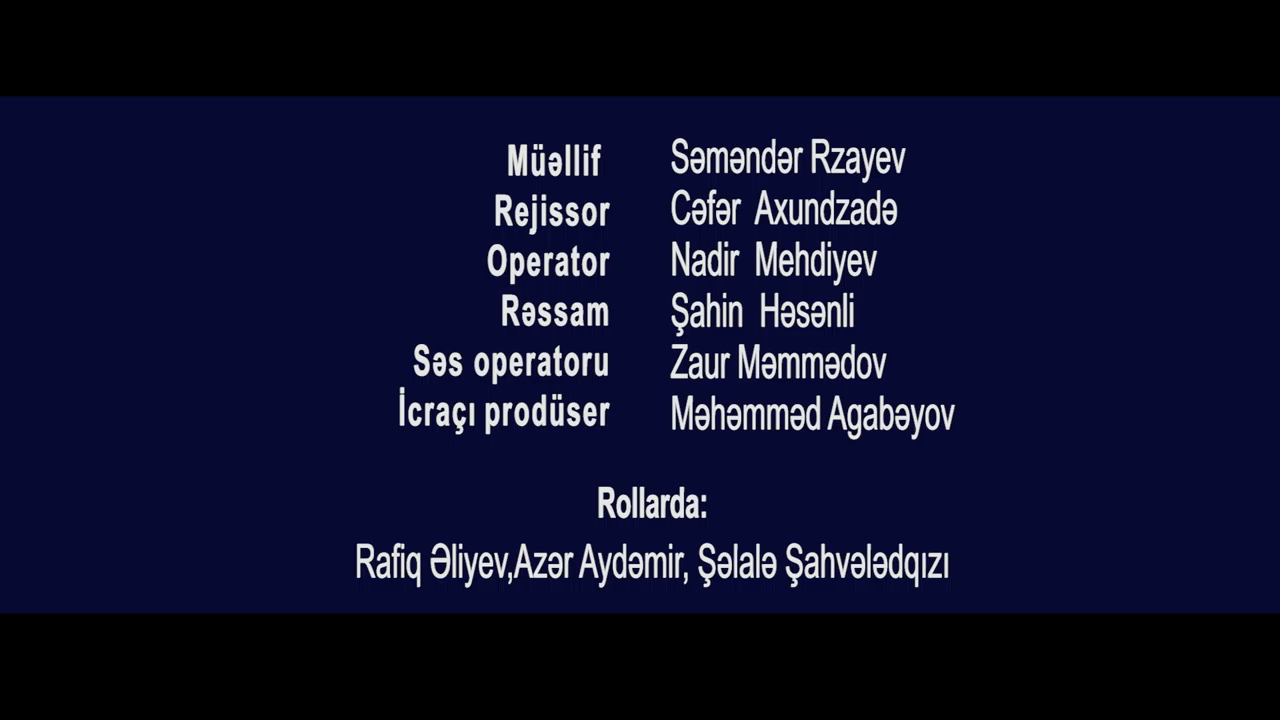 Müəllif Səməndər Rzayev
Rejissor Cəfər Axundzadə
Operator Nadir Mehdiyev
Rəssam Şahin Həsənli
Səs operatoru Zaur Məmmədov
İcraçı prodüser Məhəmməd Agabəyov
Rollarda:
Rafiq Əliyev,Azər Aydəmir, Şəlalə Şahvələdqızı